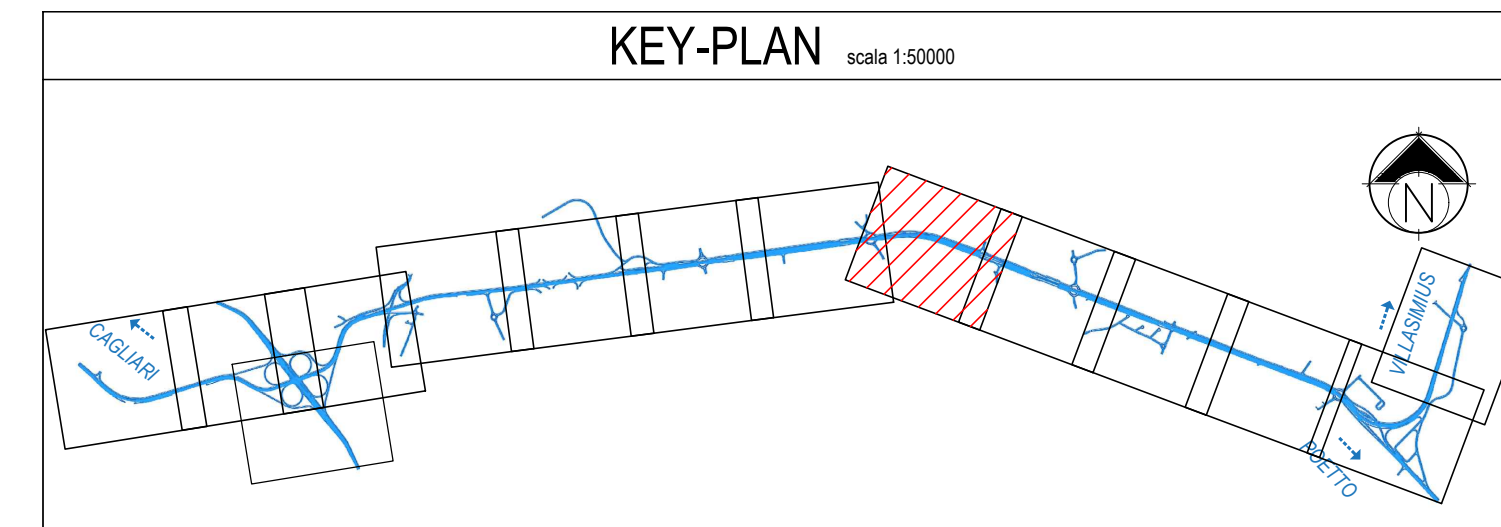 KEY-PLAN scala 1:50000
N
CAGLIARI
VILLASIMIUS
POETTO